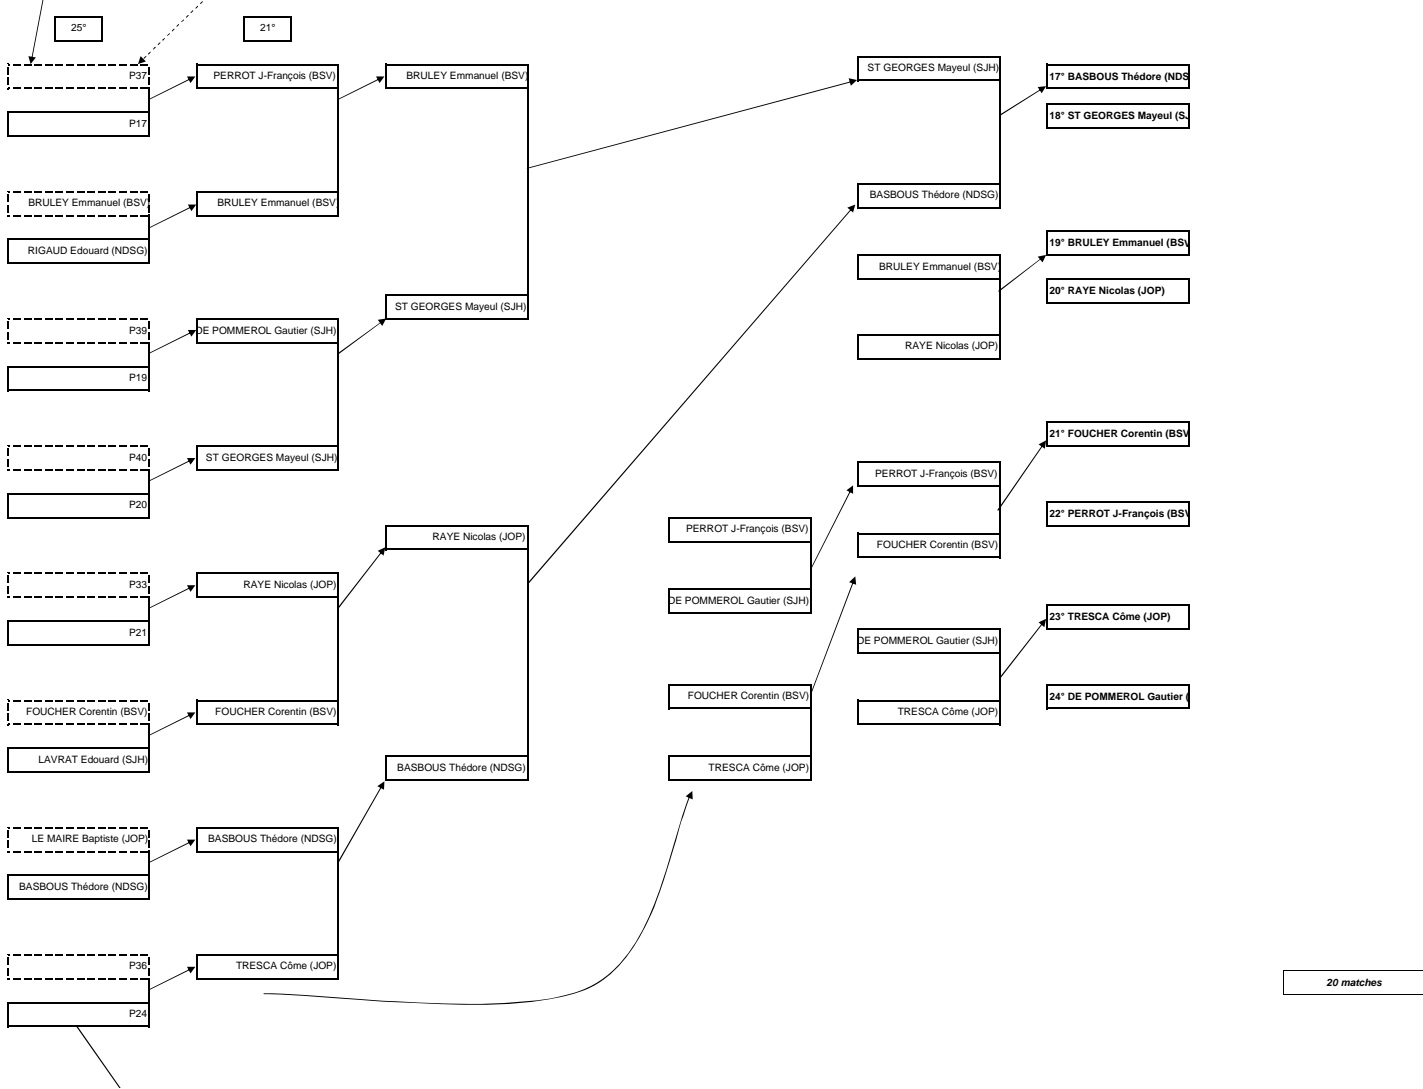 25°
21°
P37
P17
BRULEY Emmanuel (BSV
RIGAUD Edouard (NDSG)
P39
P19
P40
P20
P33
P21
FOUCHER Corentin (BSV)
LAVRAT Edouard (SJH)
LE MAIRE Baptiste (JOP)
BASBOUS Thédore (NDSG)
P36
P24
PERROT J-François (BSV)
BRULEY Emmanuel (BSV
DE POMMEROL Gautier (SJH)
ST GEORGES Mayeul (SJH)
RAYE Nicolas (JOP)
FOUCHER Corentin (BSV)
BASBOUS Thédore (NDSG)
TRESCA Côme (JOP)
BRULEY Emmanuel (BSV)
ST GEORGES Mayeul (SJH)
RAYE Nicolas (JOP)
BASBOUS Thédore (NDSG)
PERROT J-François (BSV)
DE POMMEROL Gautier (SJH)
FOUCHER Corentin (BSV)
TRESCA Côme (JOP)
ST GEORGES Mayeul (SJH)
BASBOUS Thédore (NDSG)
BRULEY Emmanuel (BSV)
RAYE Nicolas (JOP)
PERROT J-François (BSV)
FOUCHER Corentin (BSV)
DE POMMEROL Gautier (SJH)
TRESCA Côme (JOP)
17° BASBOUS Thédore (NDS
18° ST GEORGES Mayeul (SJ
19° BRULEY Emmanuel (BSV
20° RAYE Nicolas (JOP)
21° FOUCHER Corentin (BSV
22° PERROT J-François (BSV
23° TRESCA Côme (JOP)
24° DE POMMEROL Gautier (
20 matches